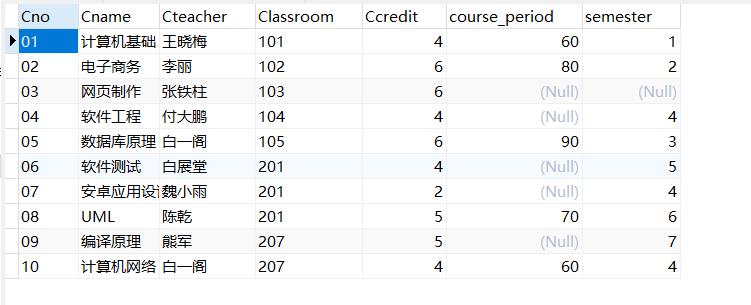 Cno Cname Cteacher Classroom Ccredit course_period semester
01 计算机基础 王晓梅 101 4 60 1
02 电子商务 李丽 102 6 80 2
03 网页制作 张铁柱 103 6 (Null) (Null)
04 软件工程 付大鹏 104 4 (Null) 4
05 数据库原理 白一阁 105 6 90 3
06 软件测试 白展堂 201 4 (Null) 5
07 安卓应用设 魏小雨 201 2 (Null) 4
08 UML 陈乾 201 5 70 6
09 编译原理 熊军 207 5 (Null) 7
10 计算机网络 白一阁 207 4 60 4